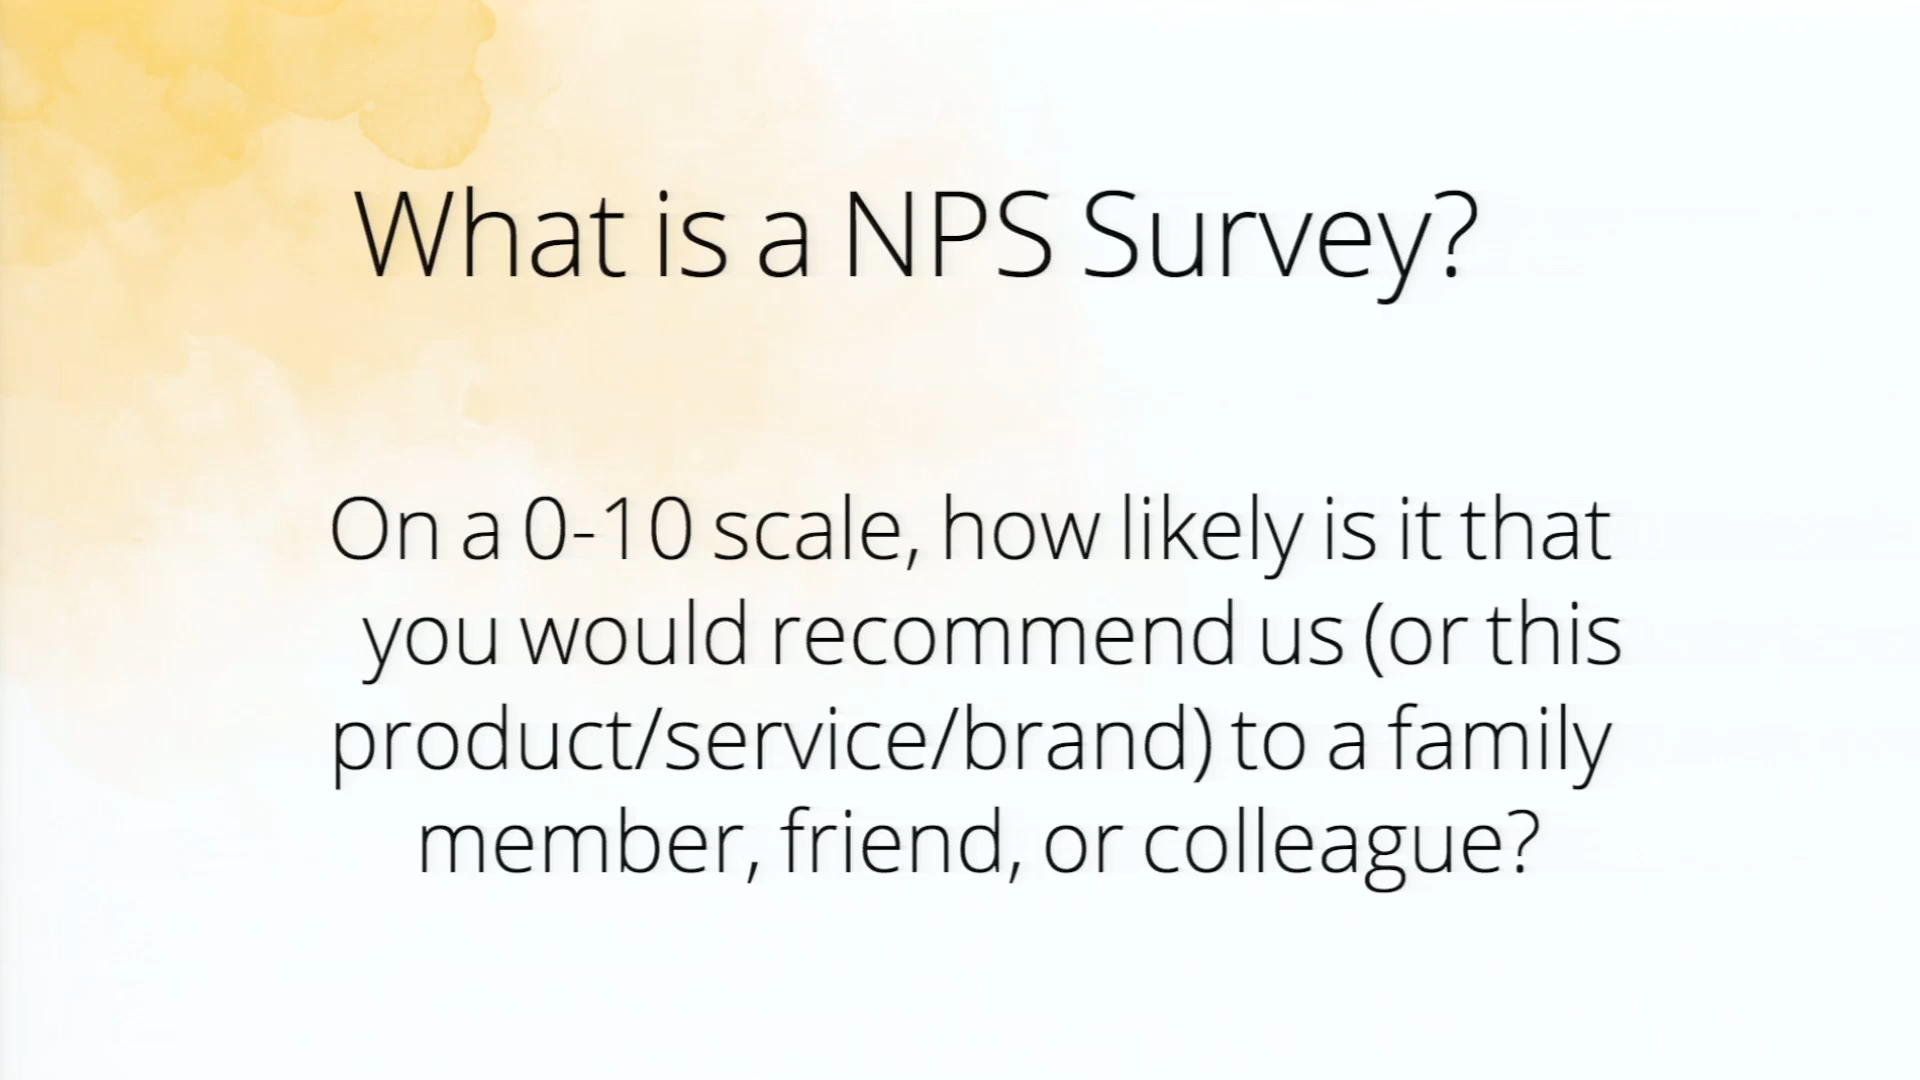 What is a NPS Survey?
On a 0-10 scale, how likely is it that
you would recommend us (or this
product/service/brand) to a family
member, friend, or colleague?